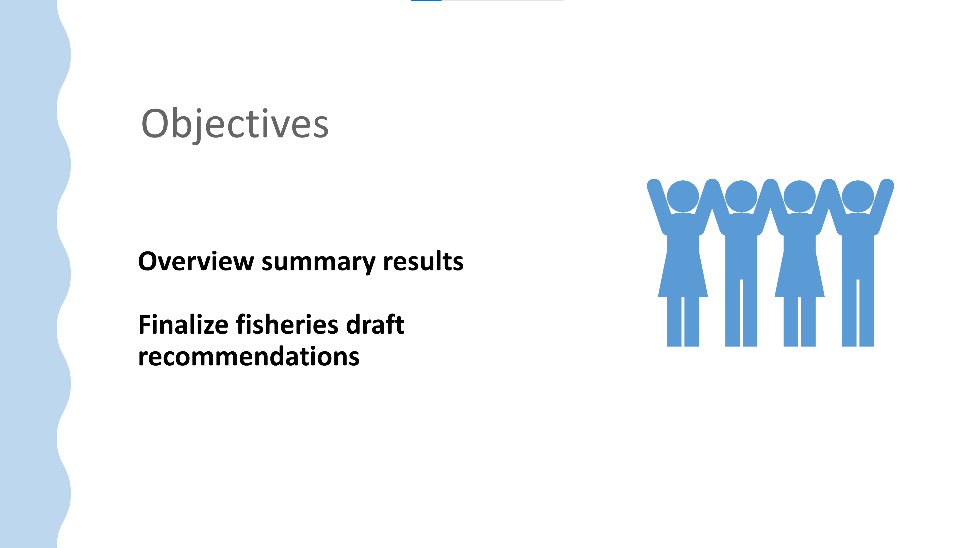 Objectives
Overview summary results
Finalize fisheries draft
recommendations